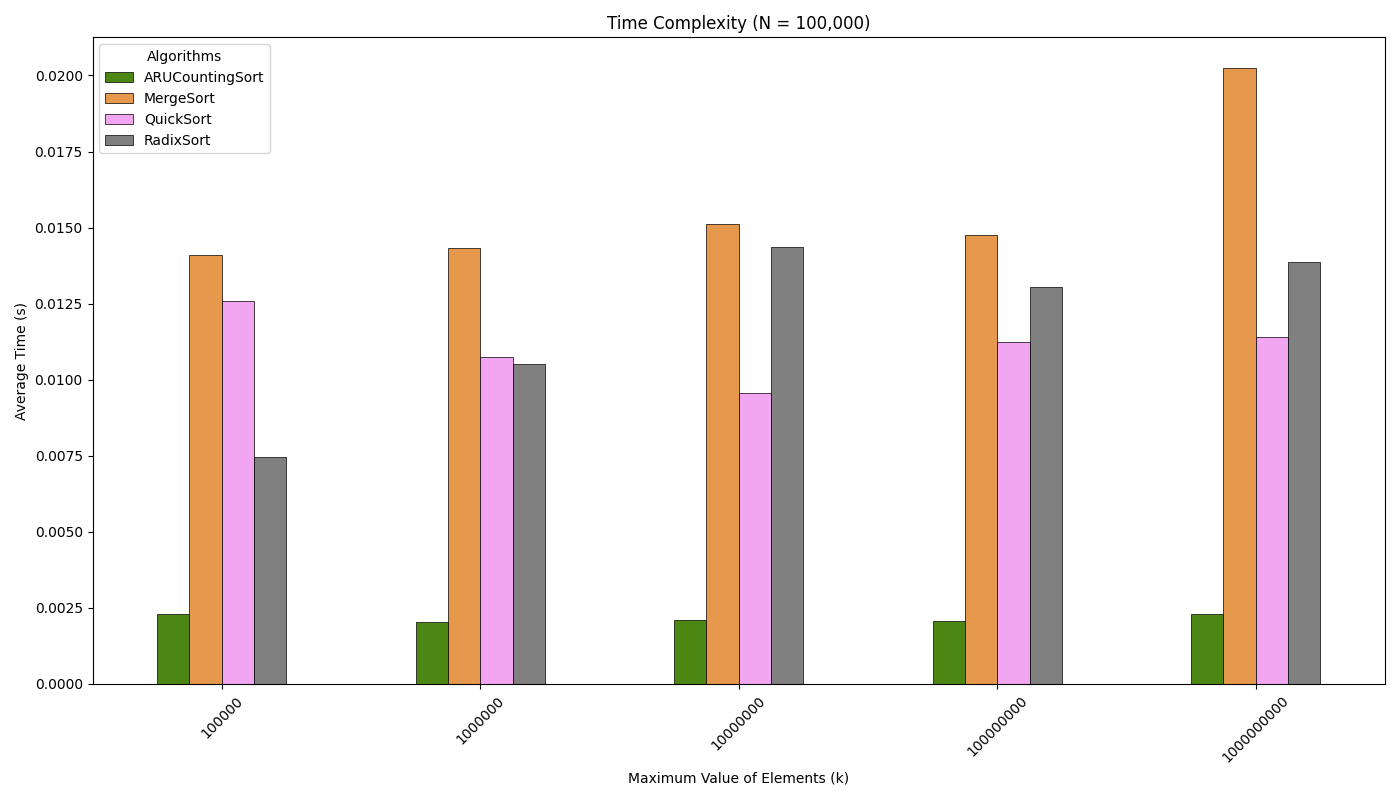 Time Complexity (N = 100,000)
Algorithms
ARUCountingSort
MergeSort
QuickSort
RadixSort
0.0200
0.0175
0.0150
0.0125
0.0100
0.0075
0.0050
0.0025
0.0000
Average Time (s)
100000
1000000
10000000
100000000
1000000000
Maximum Value of Elements (k)